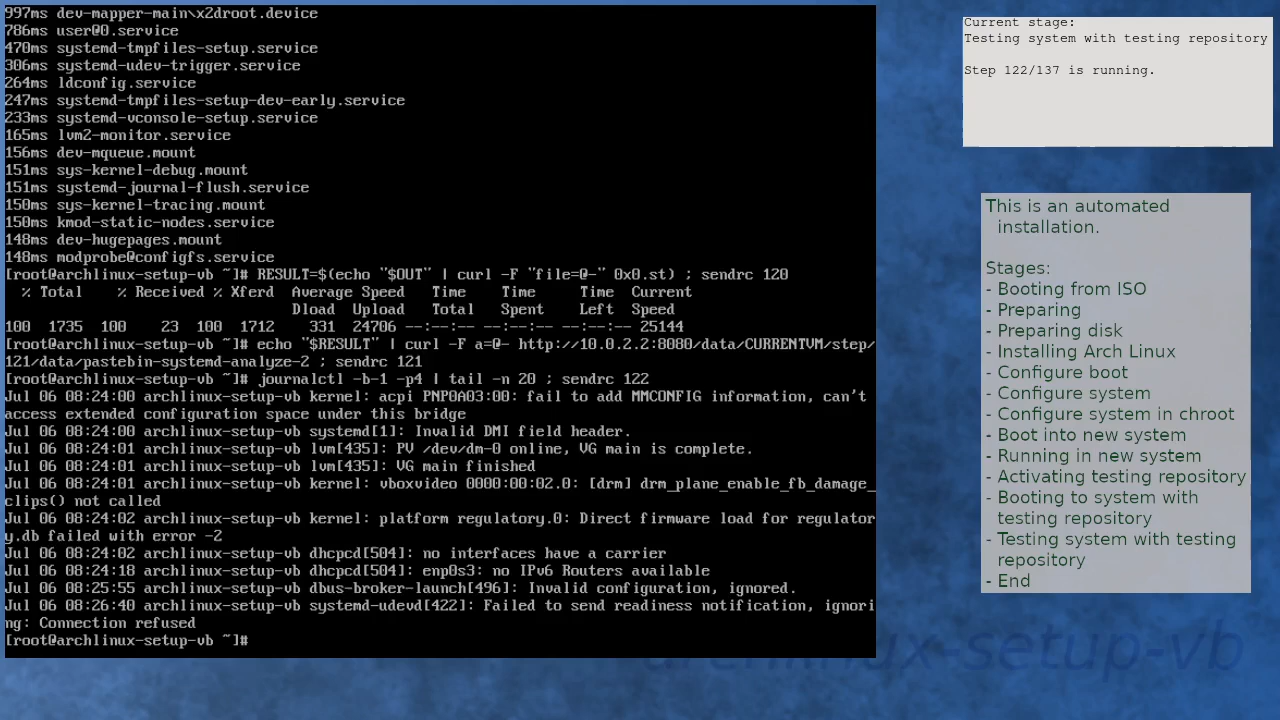 997ms dev-mapper-main\x2droot.device
786ms user@0.service
470ms systemd-tmpfiles-setup.service
306ms systemd-udev-trigger.service
264ms ldconfig.service
247ms systemd-tmpfiles-setup-dev-early.service
233ms systemd-vconsole-setup.service
165ms lvm2-monitor.service
156ms dev-mqueue.mount
151ms sys-kernel-debug.mount
151ms systemd-journal-flush.service
150ms sys-kernel-tracing.mount
150ms kmod-static-nodes.service
148ms dev-hugepages.mount
148ms modprobe@configfs.service
[root@archlinux-setup-vb ~]# RESULT=$(echo "$OUT" | curl -F "file=@-" 0x0.st) ; sendrc 120
% Total % Received % Xferd Average Speed Time Time Time Current
Dload Upload Total Spent Left Speed
100 1735 100 23 100 1712 331 24706 --:--:-- --:--:-- --:--:-- 25144
[root@archlinux-setup-vb ~]# echo "$RESULT" | curl -F a=@- http://10.0.2.2:8080/data/CURRENTVM/step/
121/data/pastebin-systemd-analyze-2 ; sendrc 121
[root@archlinux-setup-vb ~]# journalctl -b-1 -p4 | tail -n 20 ; sendrc 122
Jul 06 08:24:00 archlinux-setup-vb kernel: acpi PNP0A03:00: fail to add MMCONFIG information, can't
access extended configuration space under this bridge
Jul 06 08:24:00 archlinux-setup-vb systemd[1]: Invalid DMI field header.
Jul 06 08:24:01 archlinux-setup-vb lvm[435]: PV /dev/dm-0 online, VG main is complete.
Jul 06 08:24:01 archlinux-setup-vb lvm[435]: VG main finished
Jul 06 08:24:01 archlinux-setup-vb kernel: vboxvideo 0000:00:02.0: [drm] drm_plane_enable_fb_damage_
clips() not called
Jul 06 08:24:02 archlinux-setup-vb kernel: platform regulatory.0: Direct firmware load for regulator
y.db failed with error -2
Jul 06 08:24:02 archlinux-setup-vb dhcpcd[504]: no interfaces have a carrier
Jul 06 08:24:18 archlinux-setup-vb dhcpcd[504]: enp0s3: no IPv6 Routers available
Jul 06 08:25:55 archlinux-setup-vb dbus-broker-launch[496]: Invalid configuration, ignored.
Jul 06 08:26:40 archlinux-setup-vb systemd-udevd[422]: Failed to send readiness notification, ignori
ng: Connection refused
[root@archlinux-setup-vb ~]#
Current stage:
Testing system with testing repository
Step 122/137 is running.
This is an automated
installation.
Stages:
- Booting from ISO
- Preparing
- Preparing disk
- Installing Arch Linux
- Configure boot
- Configure system
- Configure system in chroot
- Boot into new system
- Running in new system
- Activating testing repository
- Booting to system with
testing repository
- Testing system with testing
repository
- End
archlinux-setup-vb